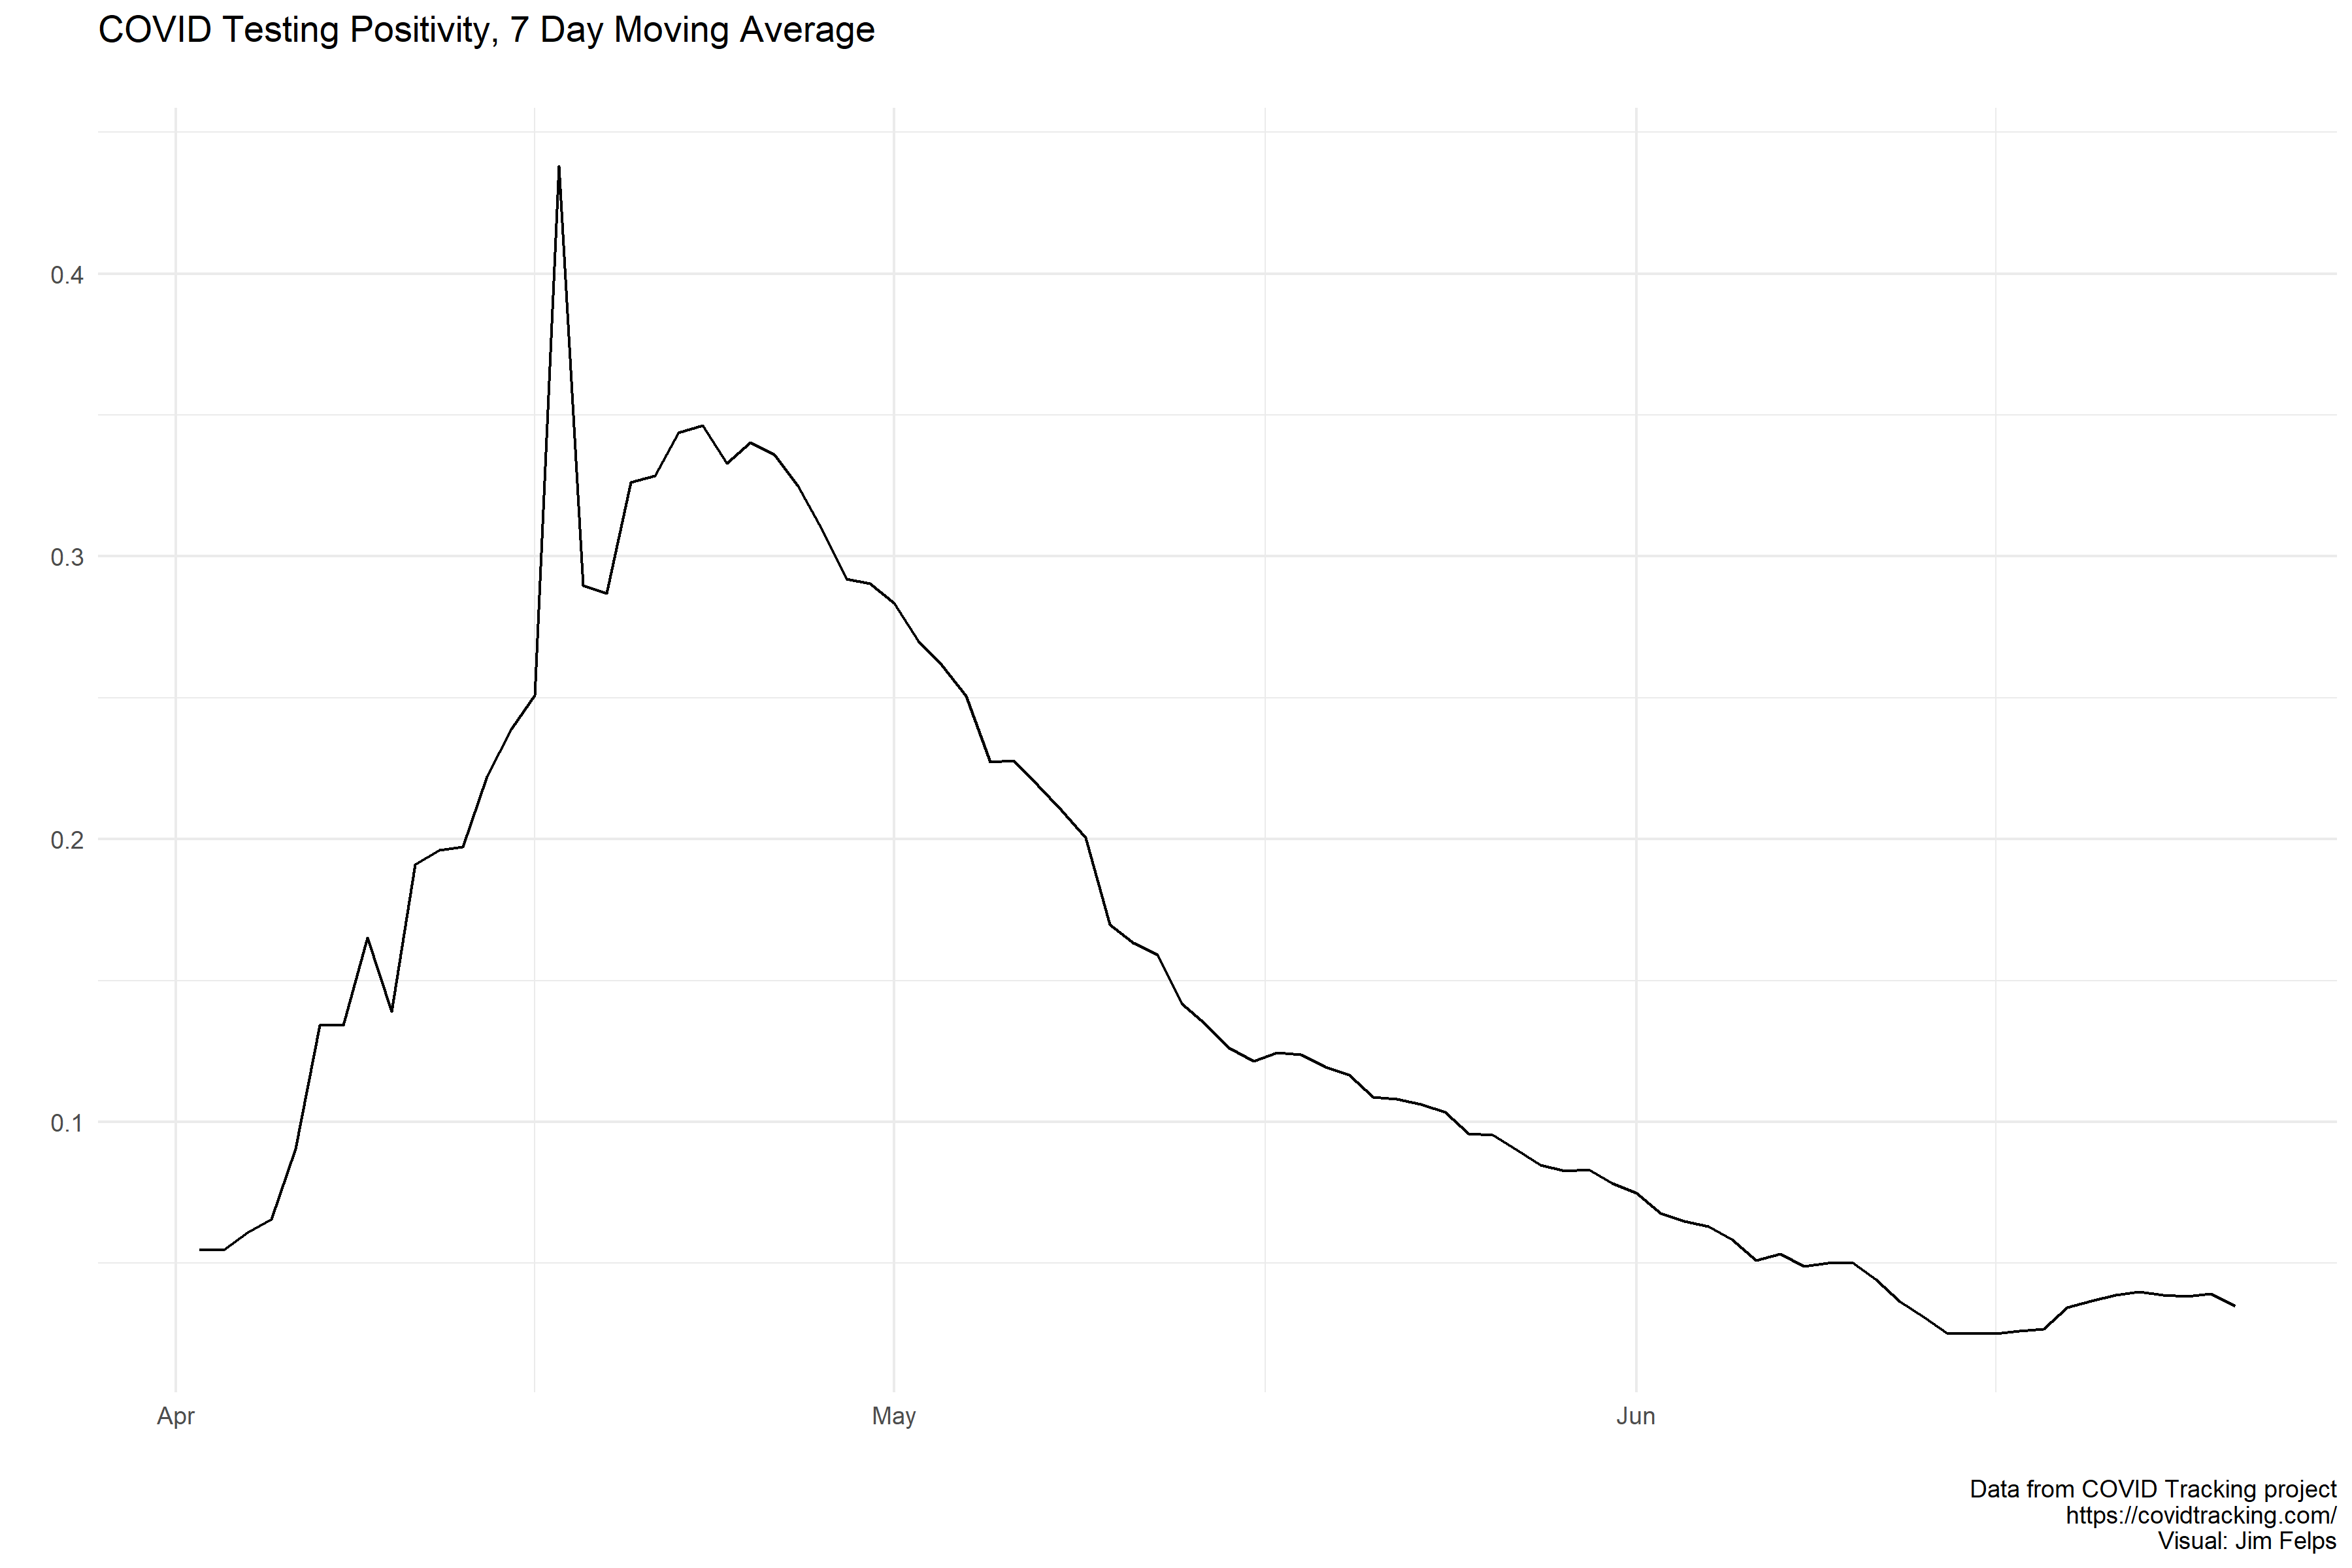 COVID Testing Positivity, 7 Day Moving Average
0.4
0.3
0.2
0.1
Apr May Jun
Data from COVID Tracking project
https://covidtracking.com/
Visual: Jim Felps